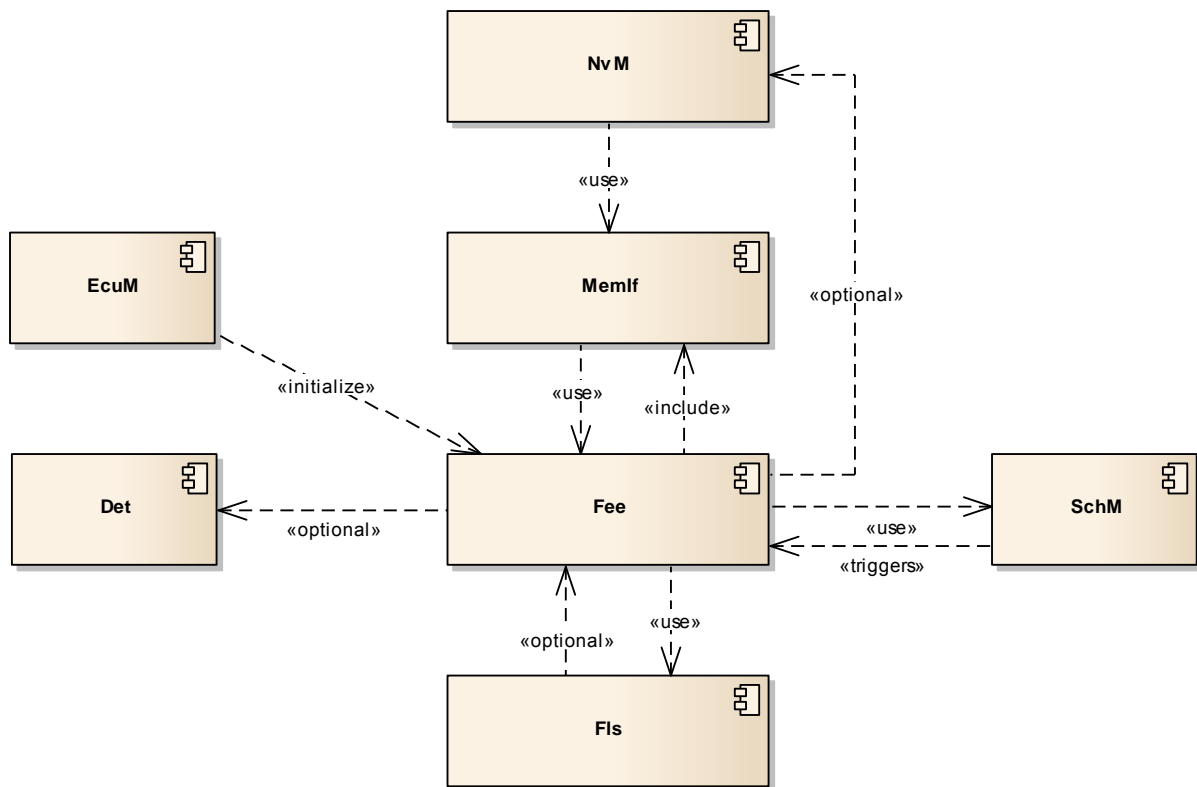 NvM
«use»
EcuM
MemIf
«optional»
«initialize»
«use»
«include»
Det
Fee
SchM
«optional»
«use»
«triggers»
«optional»
«use»
Fls